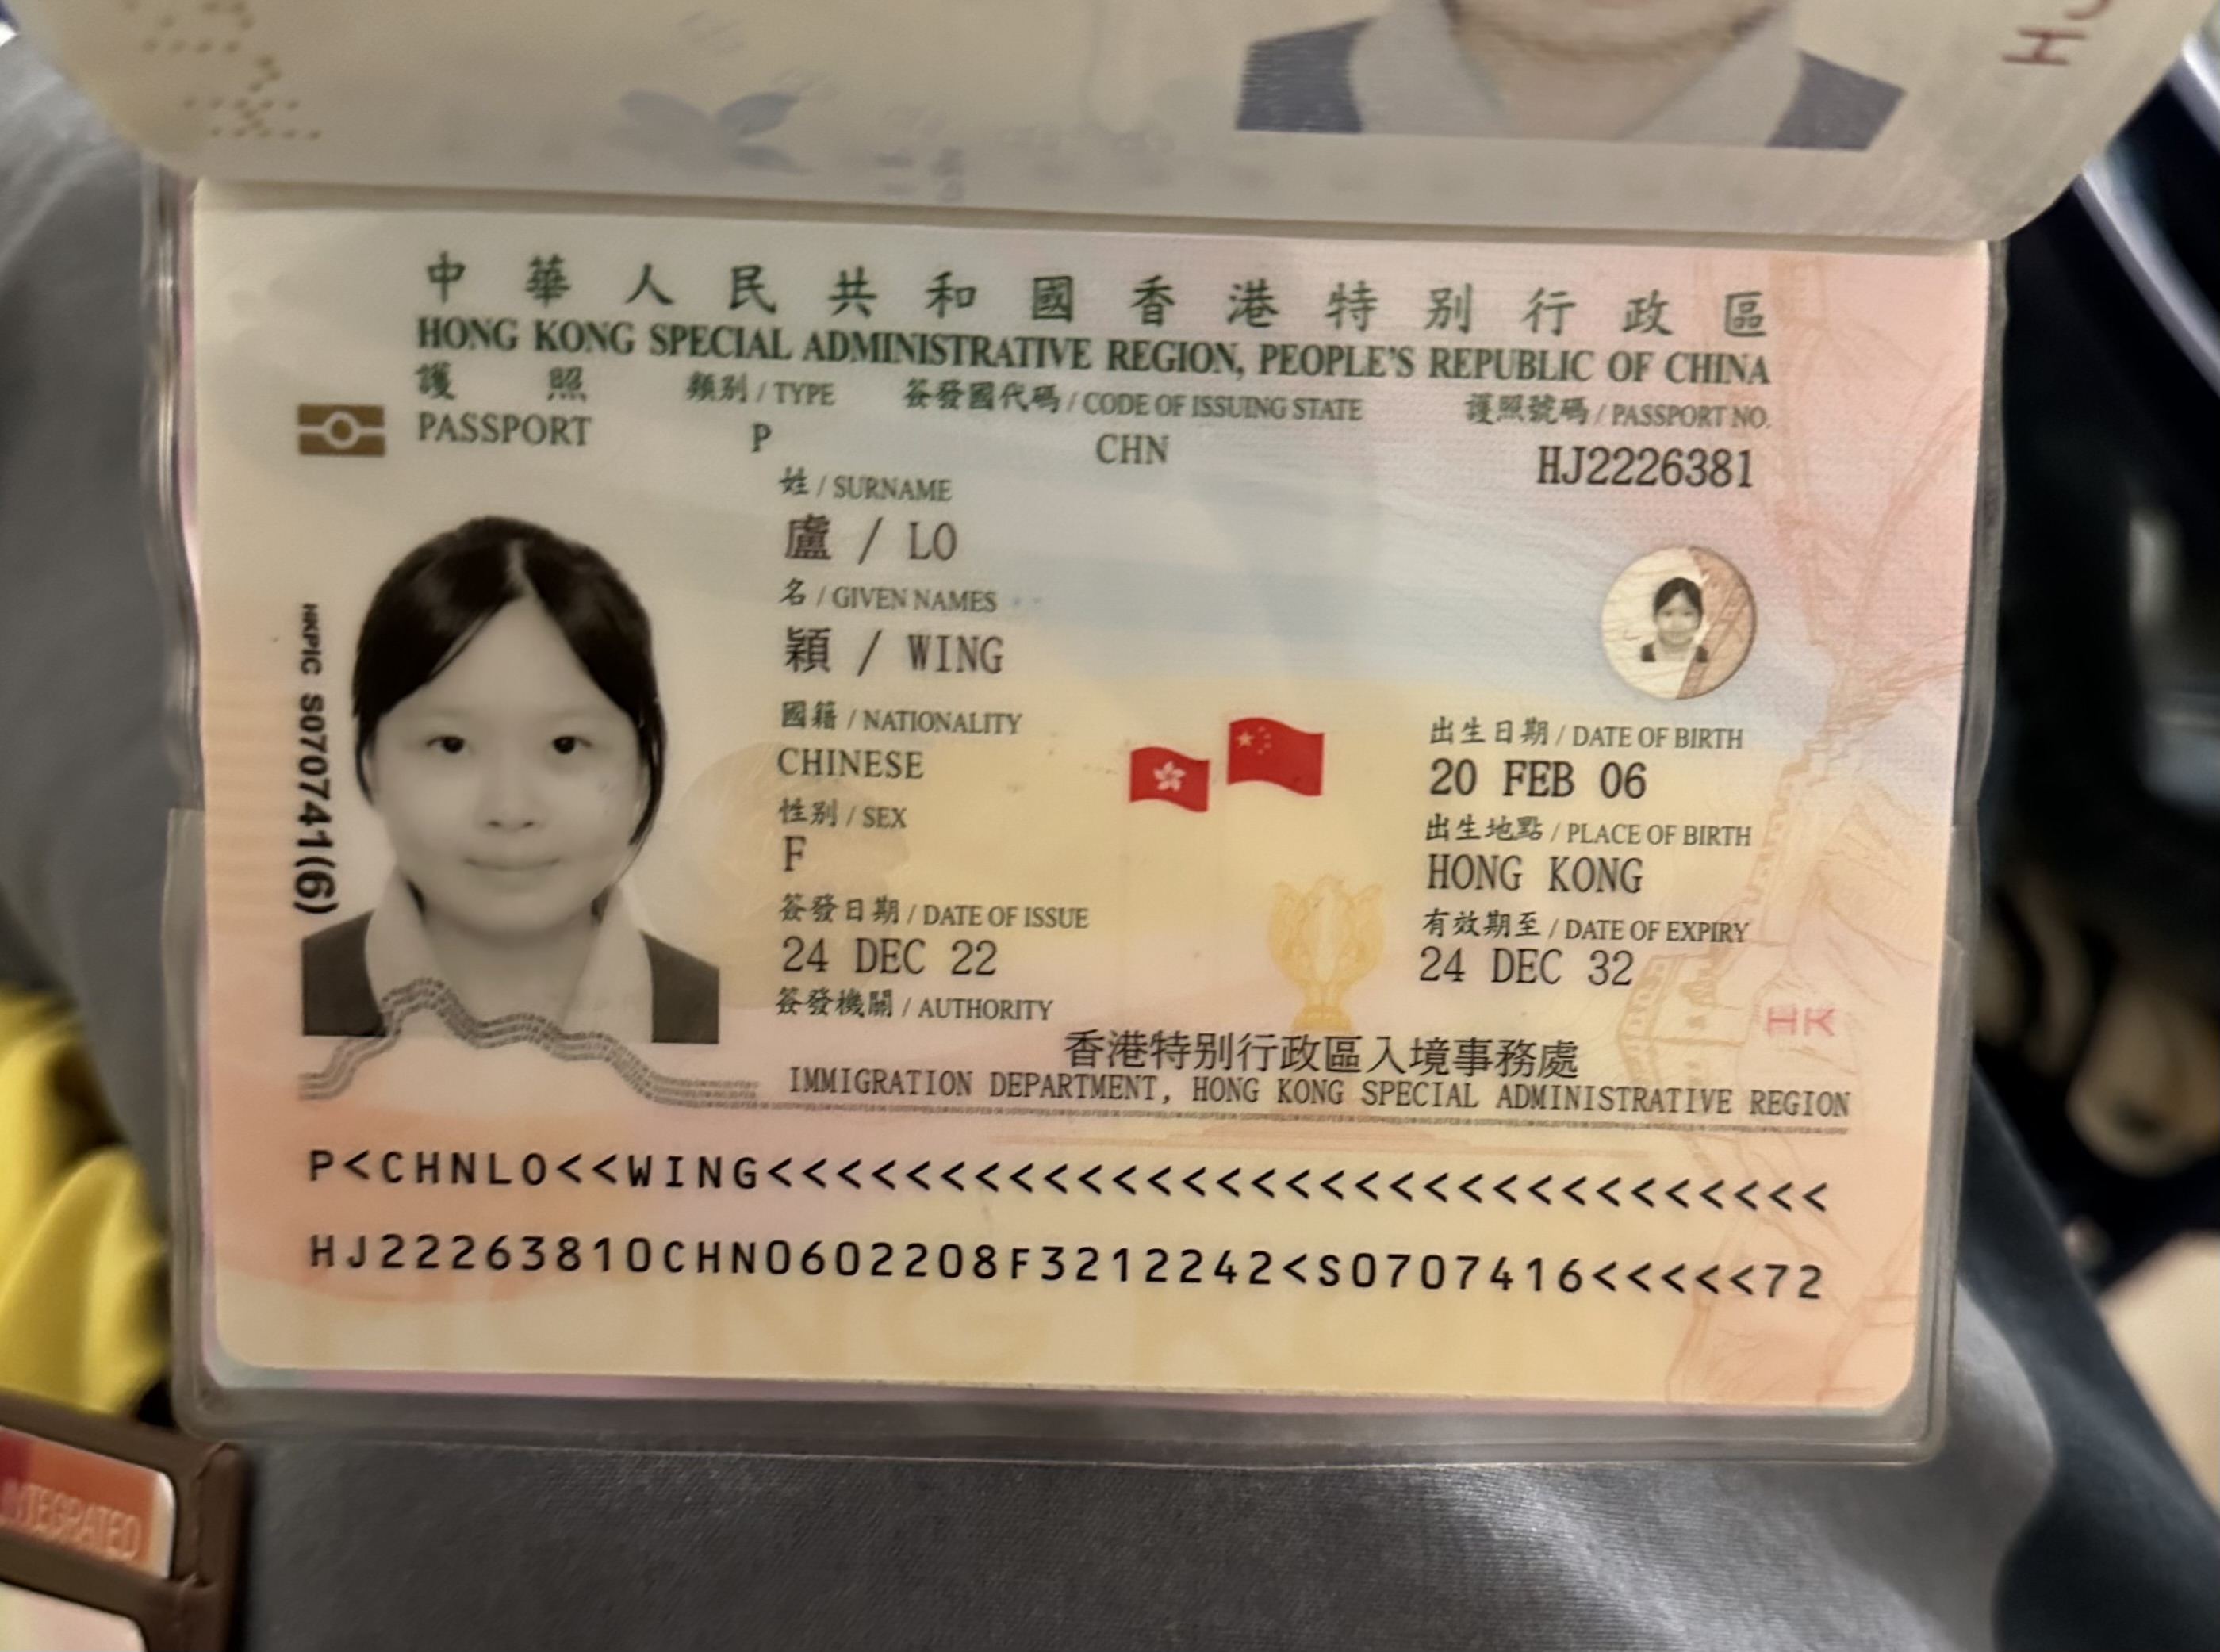 中華人民共和國香港特別行政區
HONG KONG SPECIAL ADMINISTRATIVE REGION, PEOPLE'S REPUBLIC OF CHINA
護照 類別 / TYPE 簽發國代碼 / CODE OF ISSUING STATE 護照號碼 / PASSPORT NO.
PASSPORT P CHN HJ2226381
姓 / SURNAME
盧 / LO
名 / GIVEN NAMES
穎 / WING
國籍 / NATIONALITY 出生日期 / DATE OF BIRTH
CHINESE 20 FEB 06
性別 / SEX 出生地點 / PLACE OF BIRTH
F HONG KONG
簽發日期 / DATE OF ISSUE 有效期至 / DATE OF EXPIRY
24 DEC 22 24 DEC 32
簽發機關 / AUTHORITY
HK
香港特別行政區入境事務處
IMMIGRATION DEPARTMENT, HONG KONG SPECIAL ADMINISTRATIVE REGION
HKPIC S0707741(6)
P<CHNLO<<WING<<<<<<<<<<<<<<<<<<<<<<<<<<<<<<<
HJ22263810CHN0602208F3212242<S0707416<<<<<72
HONG K
INTEGRATED